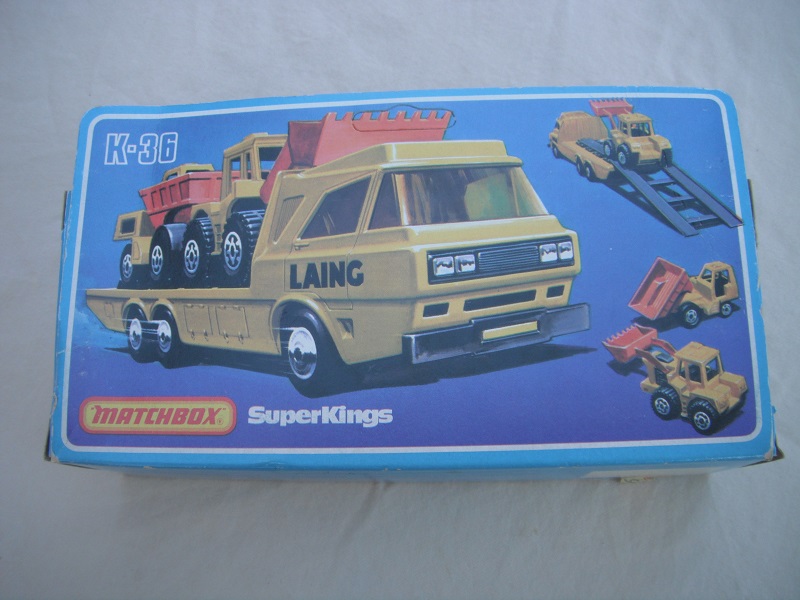 K-36
LAING
MATCHBOX
SuperKings